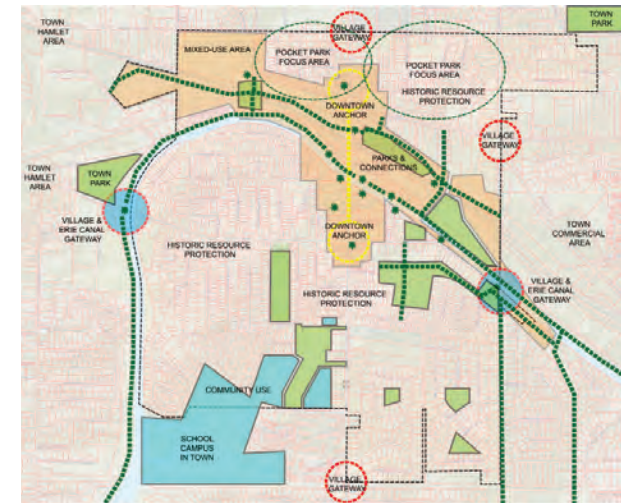 TOWN
HAMLET
AREA
VILLAGE
GATEWAY
TOWN
PARK
MIXED-USE AREA
POCKET PARK
FOCUS AREA
POCKET PARK
FOCUS AREA
HISTORIC RESOURCE
PROTECTION
DOWNTOWN
ANCHOR
VILLAGE
GATEWAY
PARKS &
CONNECTIONS
TOWN
HAMLET
AREA
TOWN
PARK
VILLAGE &
ERIE CANAL
GATEWAY
DOWNTOWN
ANCHOR
TOWN
COMMERCIAL
AREA
HISTORIC RESOURCE
PROTECTION
VILLAGE &
ERIE CANAL
GATEWAY
HISTORIC RESOURCE
PROTECTION
COMMUNITY USE
SCHOOL
CAMPUS
IN TOWN
VILLAGE
GATEWAY